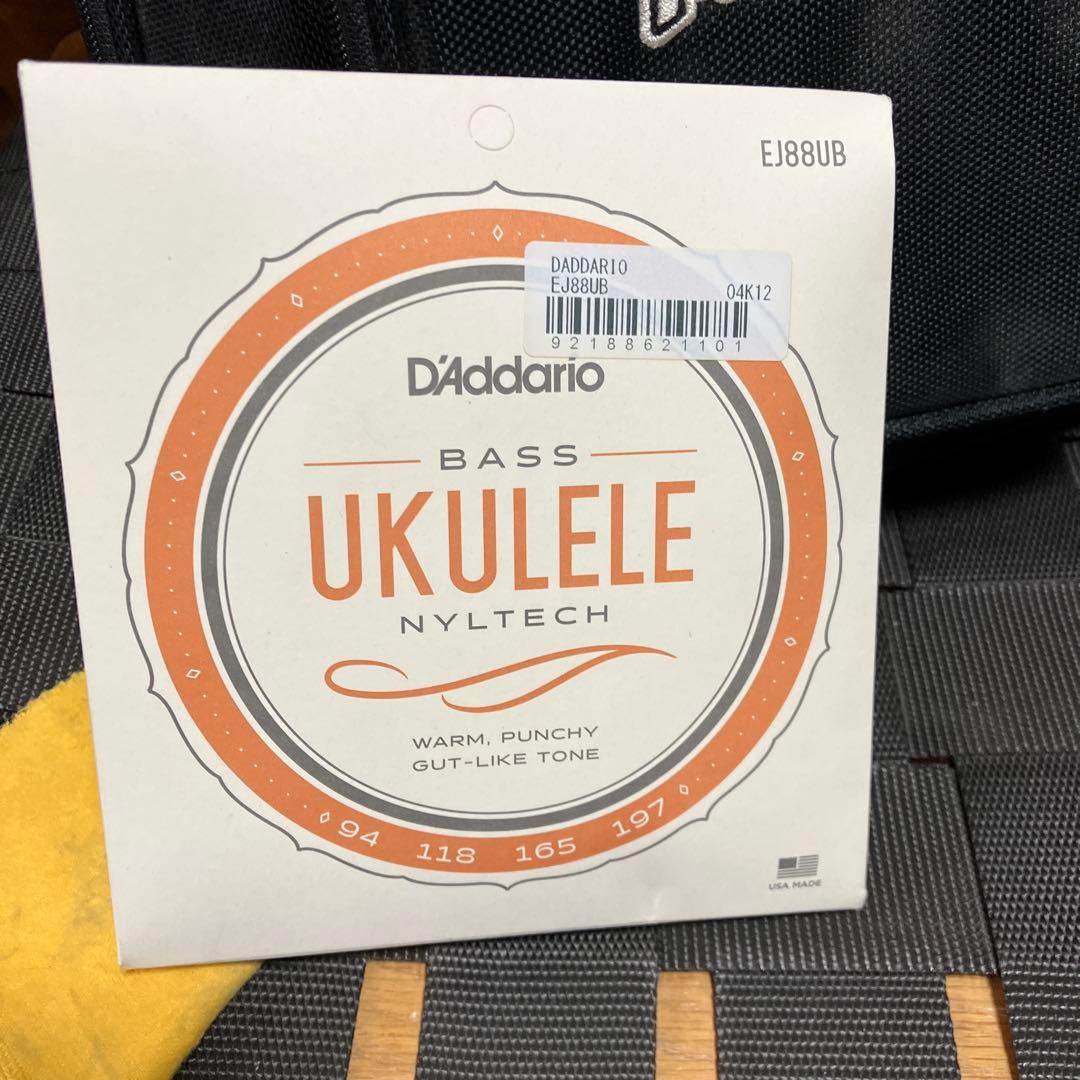 EJ88UB
DADDARIO
EJ88UB 04K12
92188621101
D'Addario
BASS
UKULELE
NYLTECH
WARM, PUNCHY
GUT-LIKE TONE
94 118 165 197
USA MADE